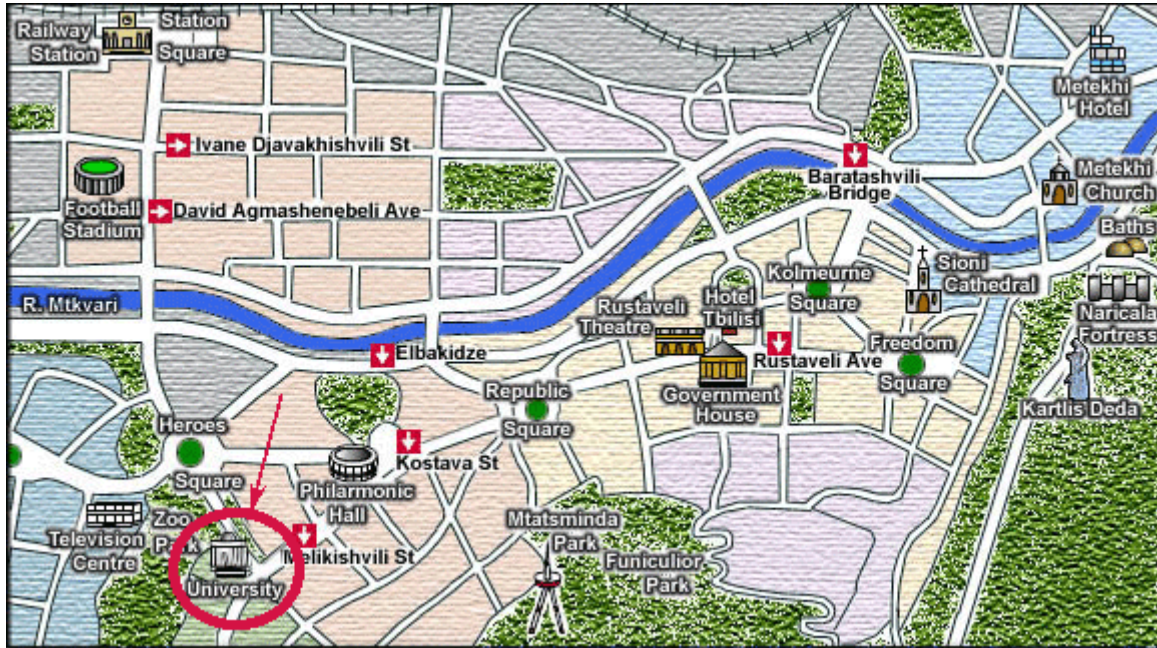 Railway
Station
Station
Square
Metekhi
Hotel
Ivane Djavakhishvili St
Baratashvili
Bridge
Metekhi
Church
Football
Stadium
David Agmashenebeli Ave
Baths
Sioni
Cathedral
Kolmeurne
Square
R. Mtkvari
Rustaveli
Theatre
Hotel
Tbilisi
Naricala
Fortress
Elbakidze
Rustaveli Ave
Freedom
Square
Government
House
Republic
Square
Kartlis Deda
Heroes
Square
Kostava St
Philarmonic
Hall
Television
Centre
Zoo
Park
Melikishvili St
Mtatsminda
Park
Funiculior
Park
University